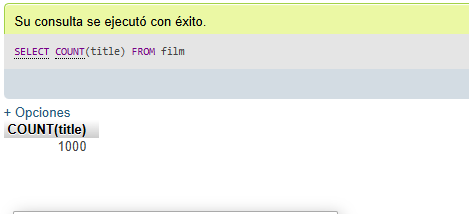 Su consulta se ejecutó con éxito.
SELECT COUNT(title) FROM film
+ Opciones
COUNT(title)
1000